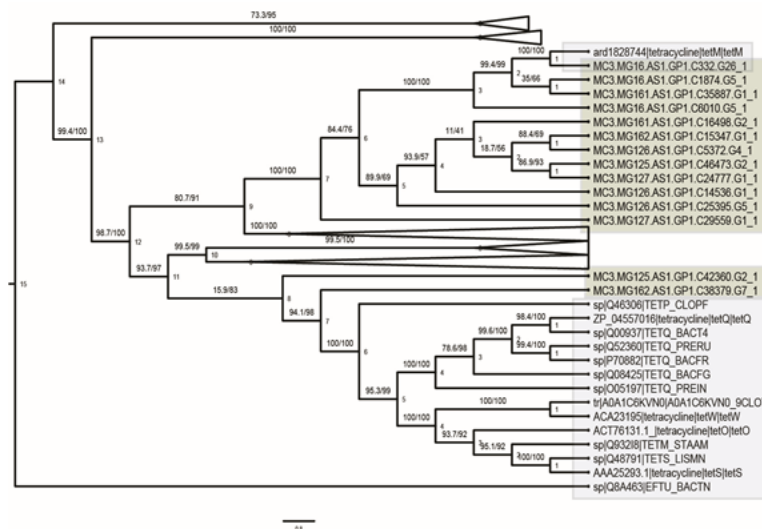 73.3/95
100/100
14
99.4/100
13
100/100
ard1828744|tetracycline|tetM|tetM
MC3.MG16.AS1.GP1.C332.G26_1
99.4/99
35/66
MC3.MG16.AS1.GP1.C1874.G5_1
MC3.MG161.AS1.GP1.C35887.G1_1
100/100
MC3.MG16.AS1.GP1.C6010.G5_1
84.4/76
11/41
MC3.MG161.AS1.GP1.C16498.G2_1
88.4/69
MC3.MG162.AS1.GP1.C15347.G1_1
18.7/56
MC3.MG126.AS1.GP1.C5372.G4_1
93.9/57
86.9/93
MC3.MG125.AS1.GP1.C46473.G2_1
100/100
MC3.MG127.AS1.GP1.C24777.G1_1
89.9/69
MC3.MG126.AS1.GP1.C14536.G1_1
80.7/91
MC3.MG126.AS1.GP1.C25395.G5_1
100/100
MC3.MG127.AS1.GP1.C29559.G1_1
98.7/100
12
99.5/100
99.5/99
10
93.7/97
11
15.9/83
MC3.MG125.AS1.GP1.C42360.G2_1
15
94.1/98
MC3.MG162.AS1.GP1.C38379.G7_1
sp|Q46306|TETP_CLOPF
98.4/100
ZP_04557016|tetracycline|tetQ|tetQ
99.6/100
sp|Q00937|TETQ_BACT4
100/100
78.6/98
99.4/100
sp|Q52360|TETQ_PRERU
sp|P70882|TETQ_BACFR
100/100
sp|Q08425|TETQ_BACFG
95.3/99
sp|O05197|TETQ_PREIN
100/100
tr|A0A1C6KVN0|A0A1C6KVN0_9CLO
100/100
ACA23195|tetracycline|tetW|tetW
93.7/92
ACT76131.1_|tetracycline|tetO|tetO
95.1/92
sp|Q932I8|TETM_STAAM
100/100
sp|Q48791|TETS_LISMN
AAA25293.1|tetracycline|tetS|tetS
sp|Q8A463|EFTU_BACTN